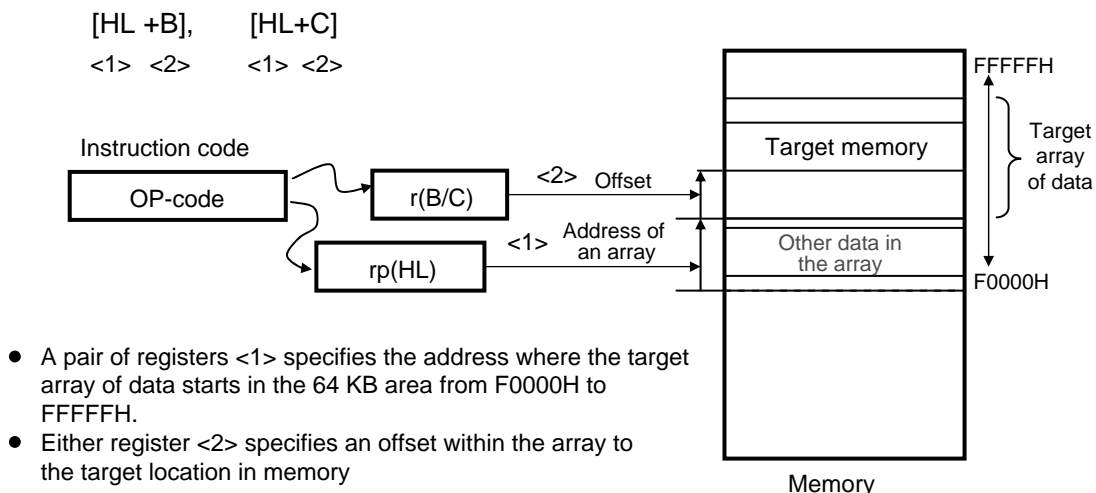 [HL +B], [HL+C]
<1> <2> <1> <2>
FFFFFH
Target
array
of data
Target memory
Instruction code
OP-code
r(B/C)
<2> Offset
<1> Address of
an array
rp(HL)
Other data in
the array
F0000H
● A pair of registers <1> specifies the address where the target
array of data starts in the 64 KB area from F0000H to
FFFFFH.
● Either register <2> specifies an offset within the array to
the target location in memory
Memory